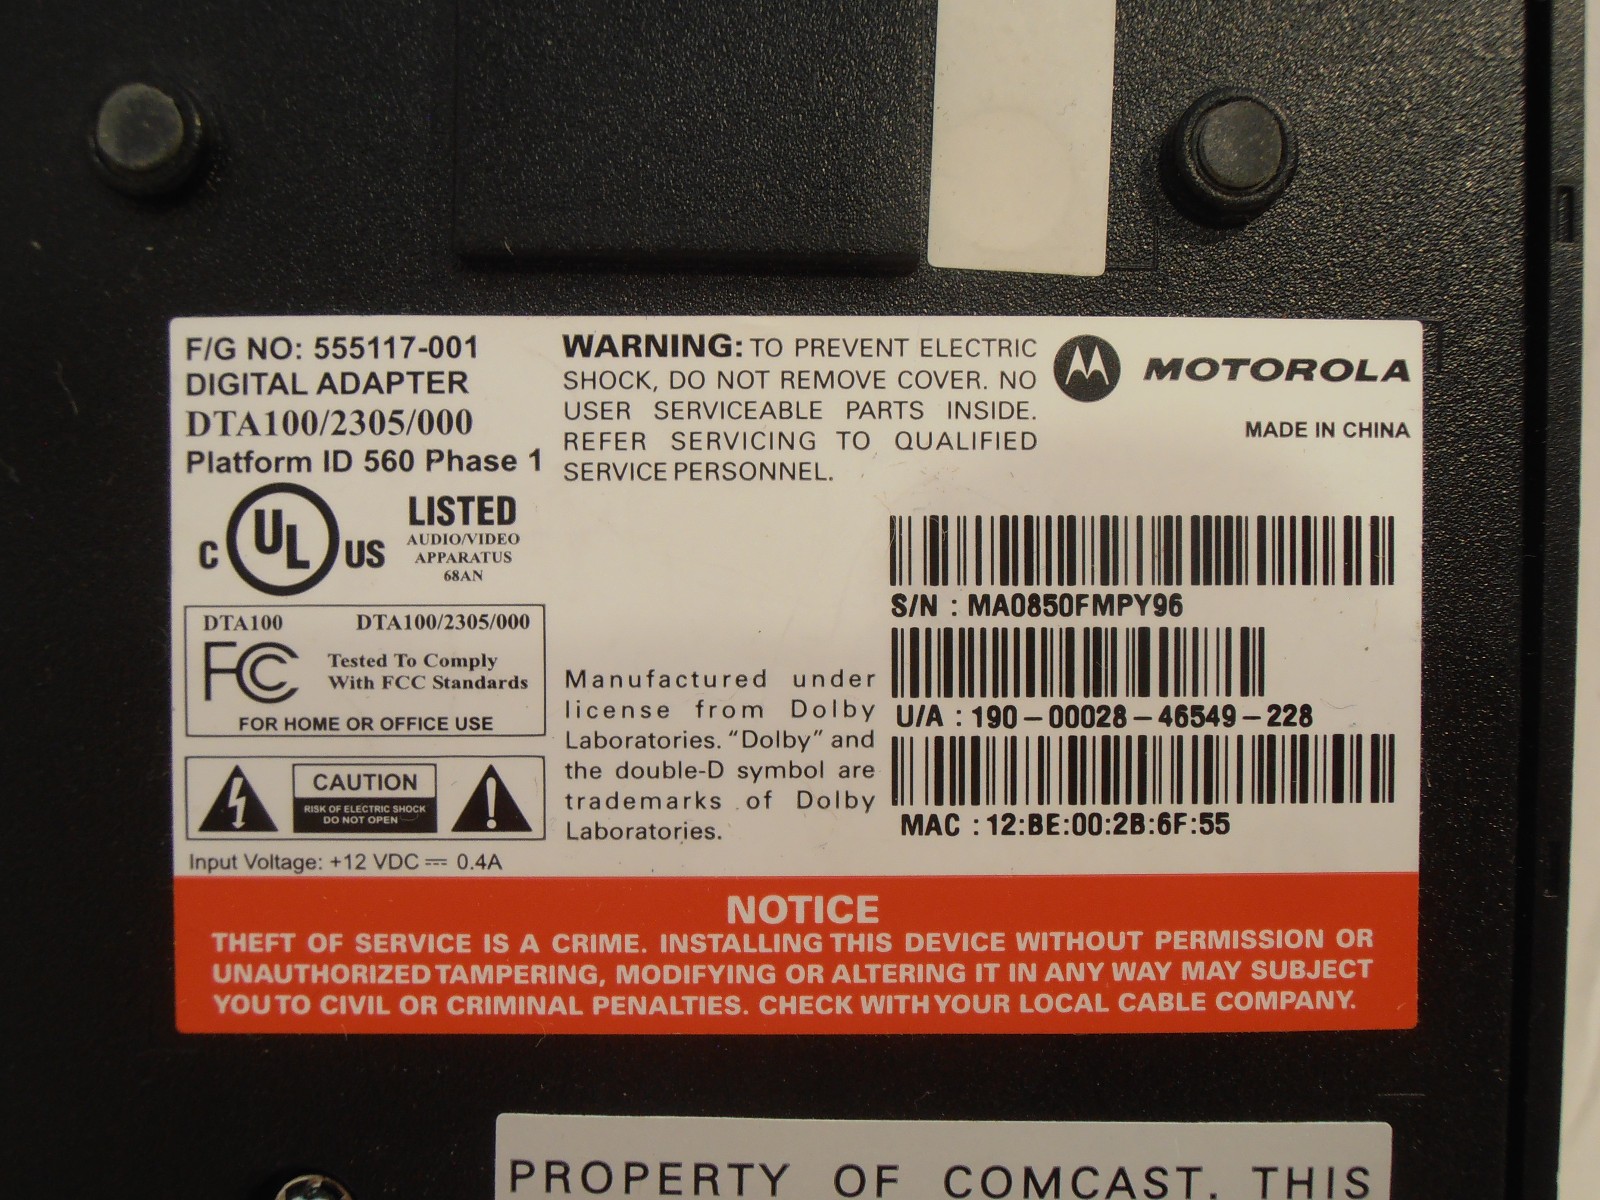 F/G NO: 555117-001
DIGITAL ADAPTER
DTA100/2305/000
Platform ID 560 Phase 1
C UL US
LISTED
AUDIO/VIDEO
APPARATUS
68AN
DTA100 DTA100/2305/000
FC Tested To Comply
With FCC Standards
FOR HOME OR OFFICE USE
CAUTION
RISK OF ELECTRIC SHOCK
DO NOT OPEN
!
Input Voltage: +12 VDC ⎓ 0.4A
WARNING: TO PREVENT ELECTRIC
SHOCK, DO NOT REMOVE COVER. NO
USER SERVICEABLE PARTS INSIDE.
REFER SERVICING TO QUALIFIED
SERVICE PERSONNEL.
Manufactured under
license from Dolby
Laboratories. “Dolby” and
the double-D symbol are
trademarks of Dolby
Laboratories.
MOTOROLA
MADE IN CHINA
S/N : MA0850FMPY96
U/A : 190-00028-46549-228
MAC : 12:BE:00:2B:6F:55
NOTICE
THEFT OF SERVICE IS A CRIME. INSTALLING THIS DEVICE WITHOUT PERMISSION OR
UNAUTHORIZED TAMPERING, MODIFYING OR ALTERING IT IN ANY WAY MAY SUBJECT
YOU TO CIVIL OR CRIMINAL PENALTIES. CHECK WITH YOUR LOCAL CABLE COMPANY.
PROPERTY OF COMCAST. THIS